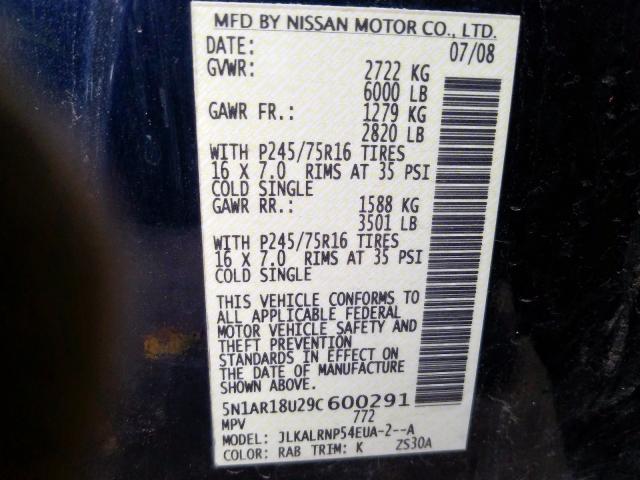 MFD BY NISSAN MOTOR CO., LTD.
DATE: 07/08
GVWR: 2722 KG
6000 LB
GAWR FR.: 1279 KG
2820 LB
WITH P245/75R16 TIRES
16 X 7.0 RIMS AT 35 PSI
COLD SINGLE
GAWR RR.: 1588 KG
3501 LB
WITH P245/75R16 TIRES
16 X 7.0 RIMS AT 35 PSI
COLD SINGLE
THIS VEHICLE CONFORMS TO
ALL APPLICABLE FEDERAL
MOTOR VEHICLE SAFETY AND
THEFT PREVENTION
STANDARDS IN EFFECT ON
THE DATE OF MANUFACTURE
SHOWN ABOVE.
5N1AR18U29C600291
MPV 772
MODEL: JLKALRNP54EUA-2--A
COLOR: RAB TRIM: K ZS30A